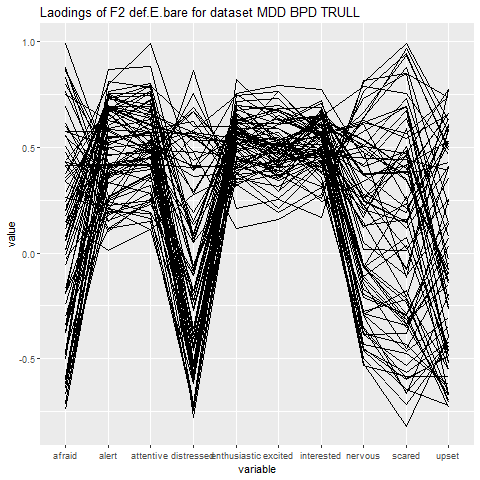 Laodings of F2 def.E.bare for dataset MDD BPD TRULL
1.0
0.5
0.0
-0.5
value
afraid alert attentive distressed enthusiastic excited interested nervous scared upset
variable